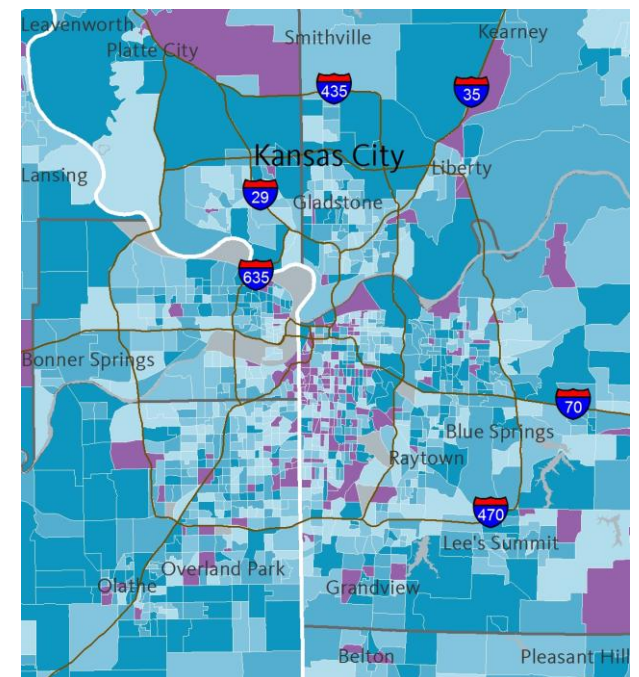 Leavenworth
Platte City
Smithville
Kearney
435
35
Kansas City
Lansing
Liberty
29
Gladstone
635
Bonner Springs
70
Blue Springs
Raytown
470
Lee's Summit
Overland Park
Olathe
Grandview
Belton
Pleasant Hill